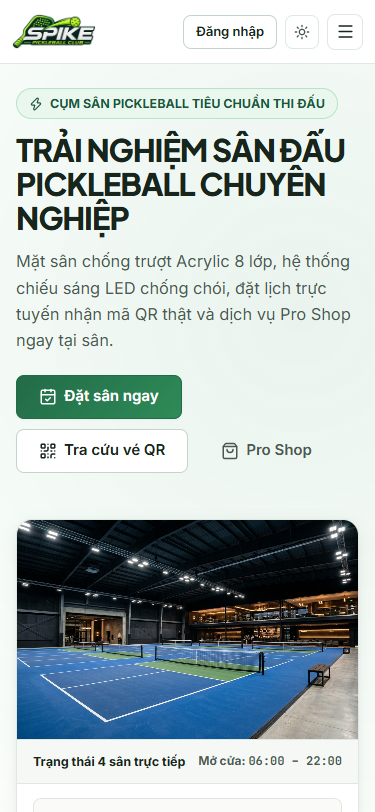 SPIKE
PICKLEBALL CLUB
Đăng nhập
CỤM SÂN PICKLEBALL TIÊU CHUẨN THI ĐẤU
TRẢI NGHIỆM SÂN ĐẤU
PICKLEBALL CHUYÊN
NGHIỆP
Mặt sân chống trượt Acrylic 8 lớp, hệ thống
chiếu sáng LED chống chói, đặt lịch trực
tuyến nhận mã QR thật và dịch vụ Pro Shop
ngay tại sân.
Đặt sân ngay
Tra cứu vé QR
Pro Shop
Trạng thái 4 sân trực tiếp
Mở cửa: 06:00 – 22:00